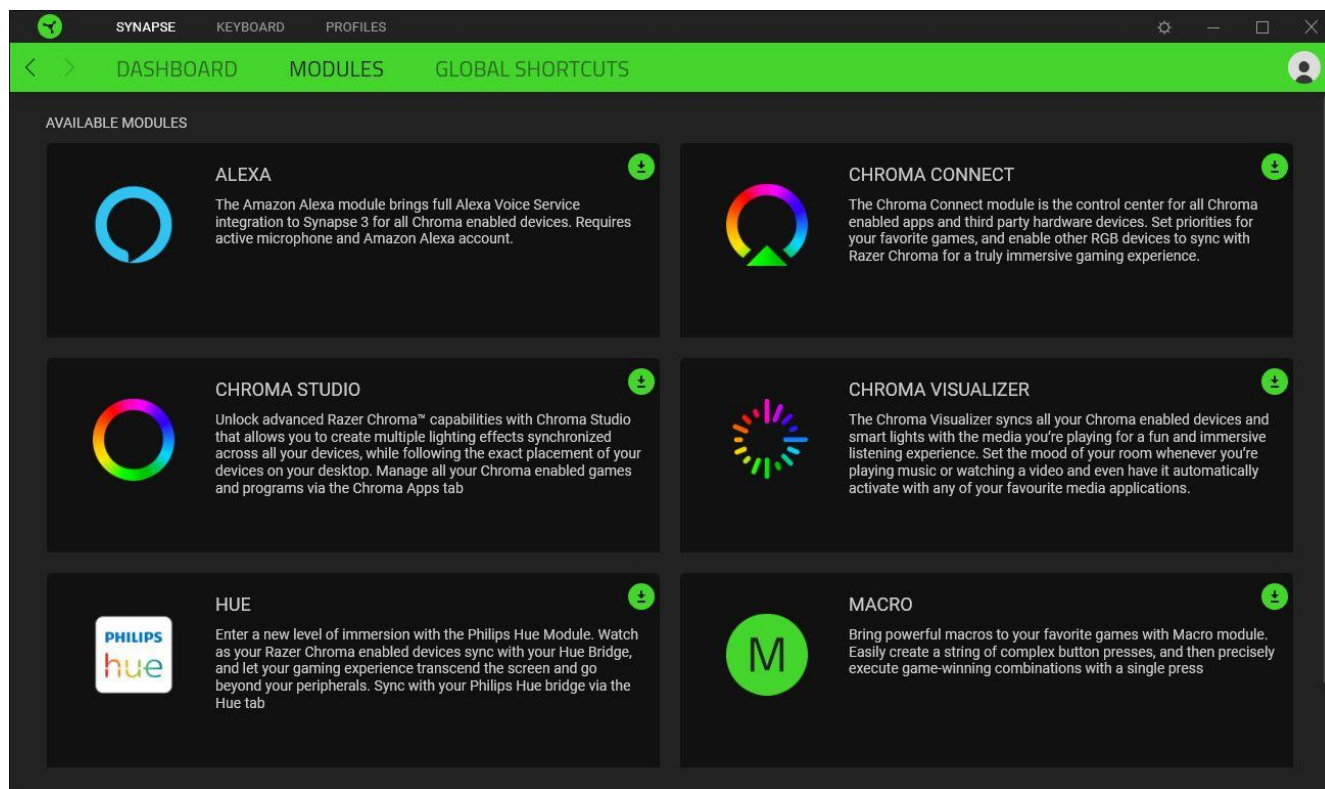 SYNAPSE KEYBOARD PROFILES
DASHBOARD MODULES GLOBAL SHORTCUTS
AVAILABLE MODULES
ALEXA
The Amazon Alexa module brings full Alexa Voice Service
integration to Synapse 3 for all Chroma enabled devices. Requires
active microphone and Amazon Alexa account.
CHROMA CONNECT
The Chroma Connect module is the control center for all Chroma
enabled apps and third party hardware devices. Set priorities for
your favorite games, and enable other RGB devices to sync with
Razer Chroma for a truly immersive gaming experience.
CHROMA STUDIO
Unlock advanced Razer Chroma™ capabilities with Chroma Studio
that allows you to create multiple lighting effects synchronized
across all your devices, while following the exact placement of your
devices on your desktop. Manage all your Chroma enabled games
and programs via the Chroma Apps tab
CHROMA VISUALIZER
The Chroma Visualizer syncs all your Chroma enabled devices and
smart lights with the media you're playing for a fun and immersive
listening experience. Set the mood of your room whenever you're
playing music or watching a video and even have it automatically
activate with any of your favourite media applications.
PHILIPS
hue
HUE
Enter a new level of immersion with the Philips Hue Module. Watch
as your Razer Chroma enabled devices sync with your Hue Bridge,
and let your gaming experience transcend the screen and go
beyond your peripherals. Sync with your Philips Hue bridge via the
Hue tab
M
MACRO
Bring powerful macros to your favorite games with Macro module.
Easily create a string of complex button presses, and then precisely
execute game-winning combinations with a single press